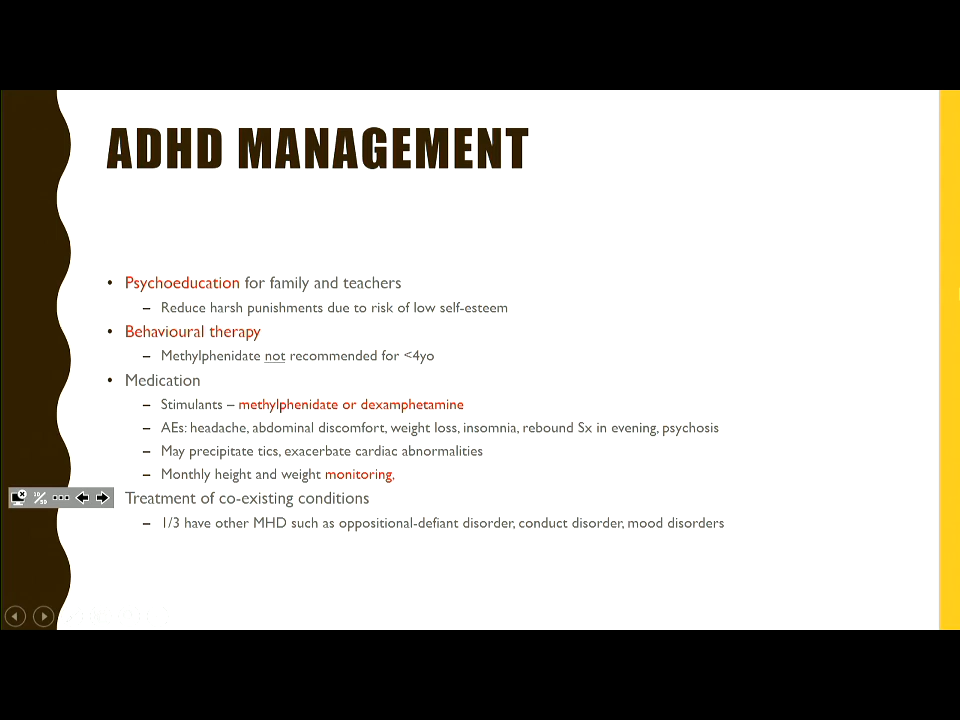 ADHD MANAGEMENT
• Psychoeducation for family and teachers
– Reduce harsh punishments due to risk of low self-esteem
• Behavioural therapy
– Methylphenidate not recommended for <4yo
• Medication
– Stimulants – methylphenidate or dexamphetamine
– AEs: headache, abdominal discomfort, weight loss, insomnia, rebound Sx in evening, psychosis
– May precipitate tics, exacerbate cardiac abnormalities
– Monthly height and weight monitoring,
Treatment of co-existing conditions
– 1/3 have other MHD such as oppositional-defiant disorder, conduct disorder, mood disorders